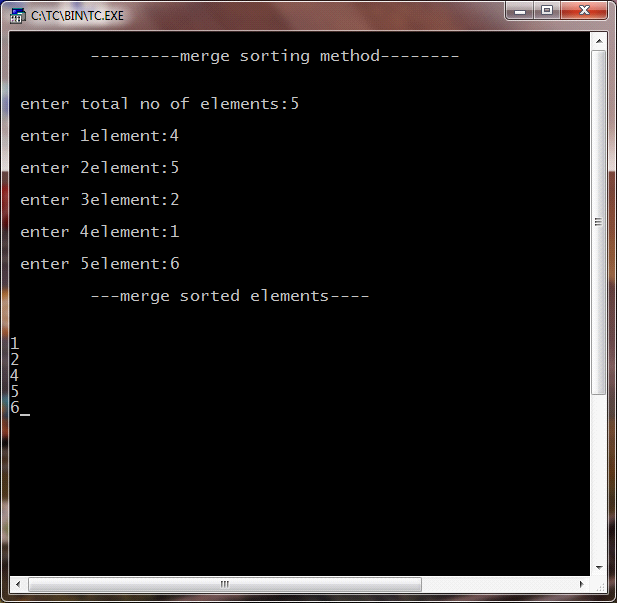 C:\TC\BIN\TC.EXE
---------merge sorting method--------
enter total no of elements:5
enter 1element:4
enter 2element:5
enter 3element:2
enter 4element:1
enter 5element:6
---merge sorted elements----
1
2
4
5
6_